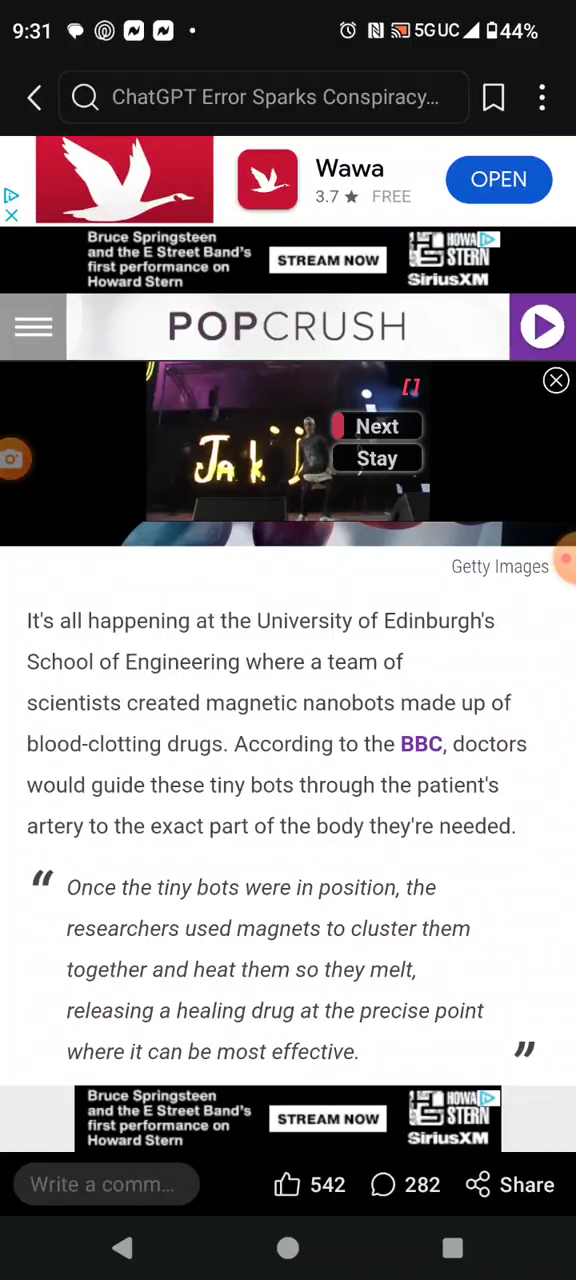 9:31
5G UC 44%
ChatGPT Error Sparks Conspiracy...
Wawa
3.7 ★ FREE
OPEN
Bruce Springsteen
and the E Street Band's
first performance on
Howard Stern
STREAM NOW
HOWA
STERN
SiriusXM
POPCRUSH
Next
Stay
Getty Images
It's all happening at the University of Edinburgh's
School of Engineering where a team of
scientists created magnetic nanobots made up of
blood-clotting drugs. According to the BBC, doctors
would guide these tiny bots through the patient's
artery to the exact part of the body they're needed.
“ Once the tiny bots were in position, the
researchers used magnets to cluster them
together and heat them so they melt,
releasing a healing drug at the precise point
where it can be most effective. ”
Bruce Springsteen
and the E Street Band's
first performance on
Howard Stern
STREAM NOW
HOWA
STERN
SiriusXM
Write a comm...
542
282
Share